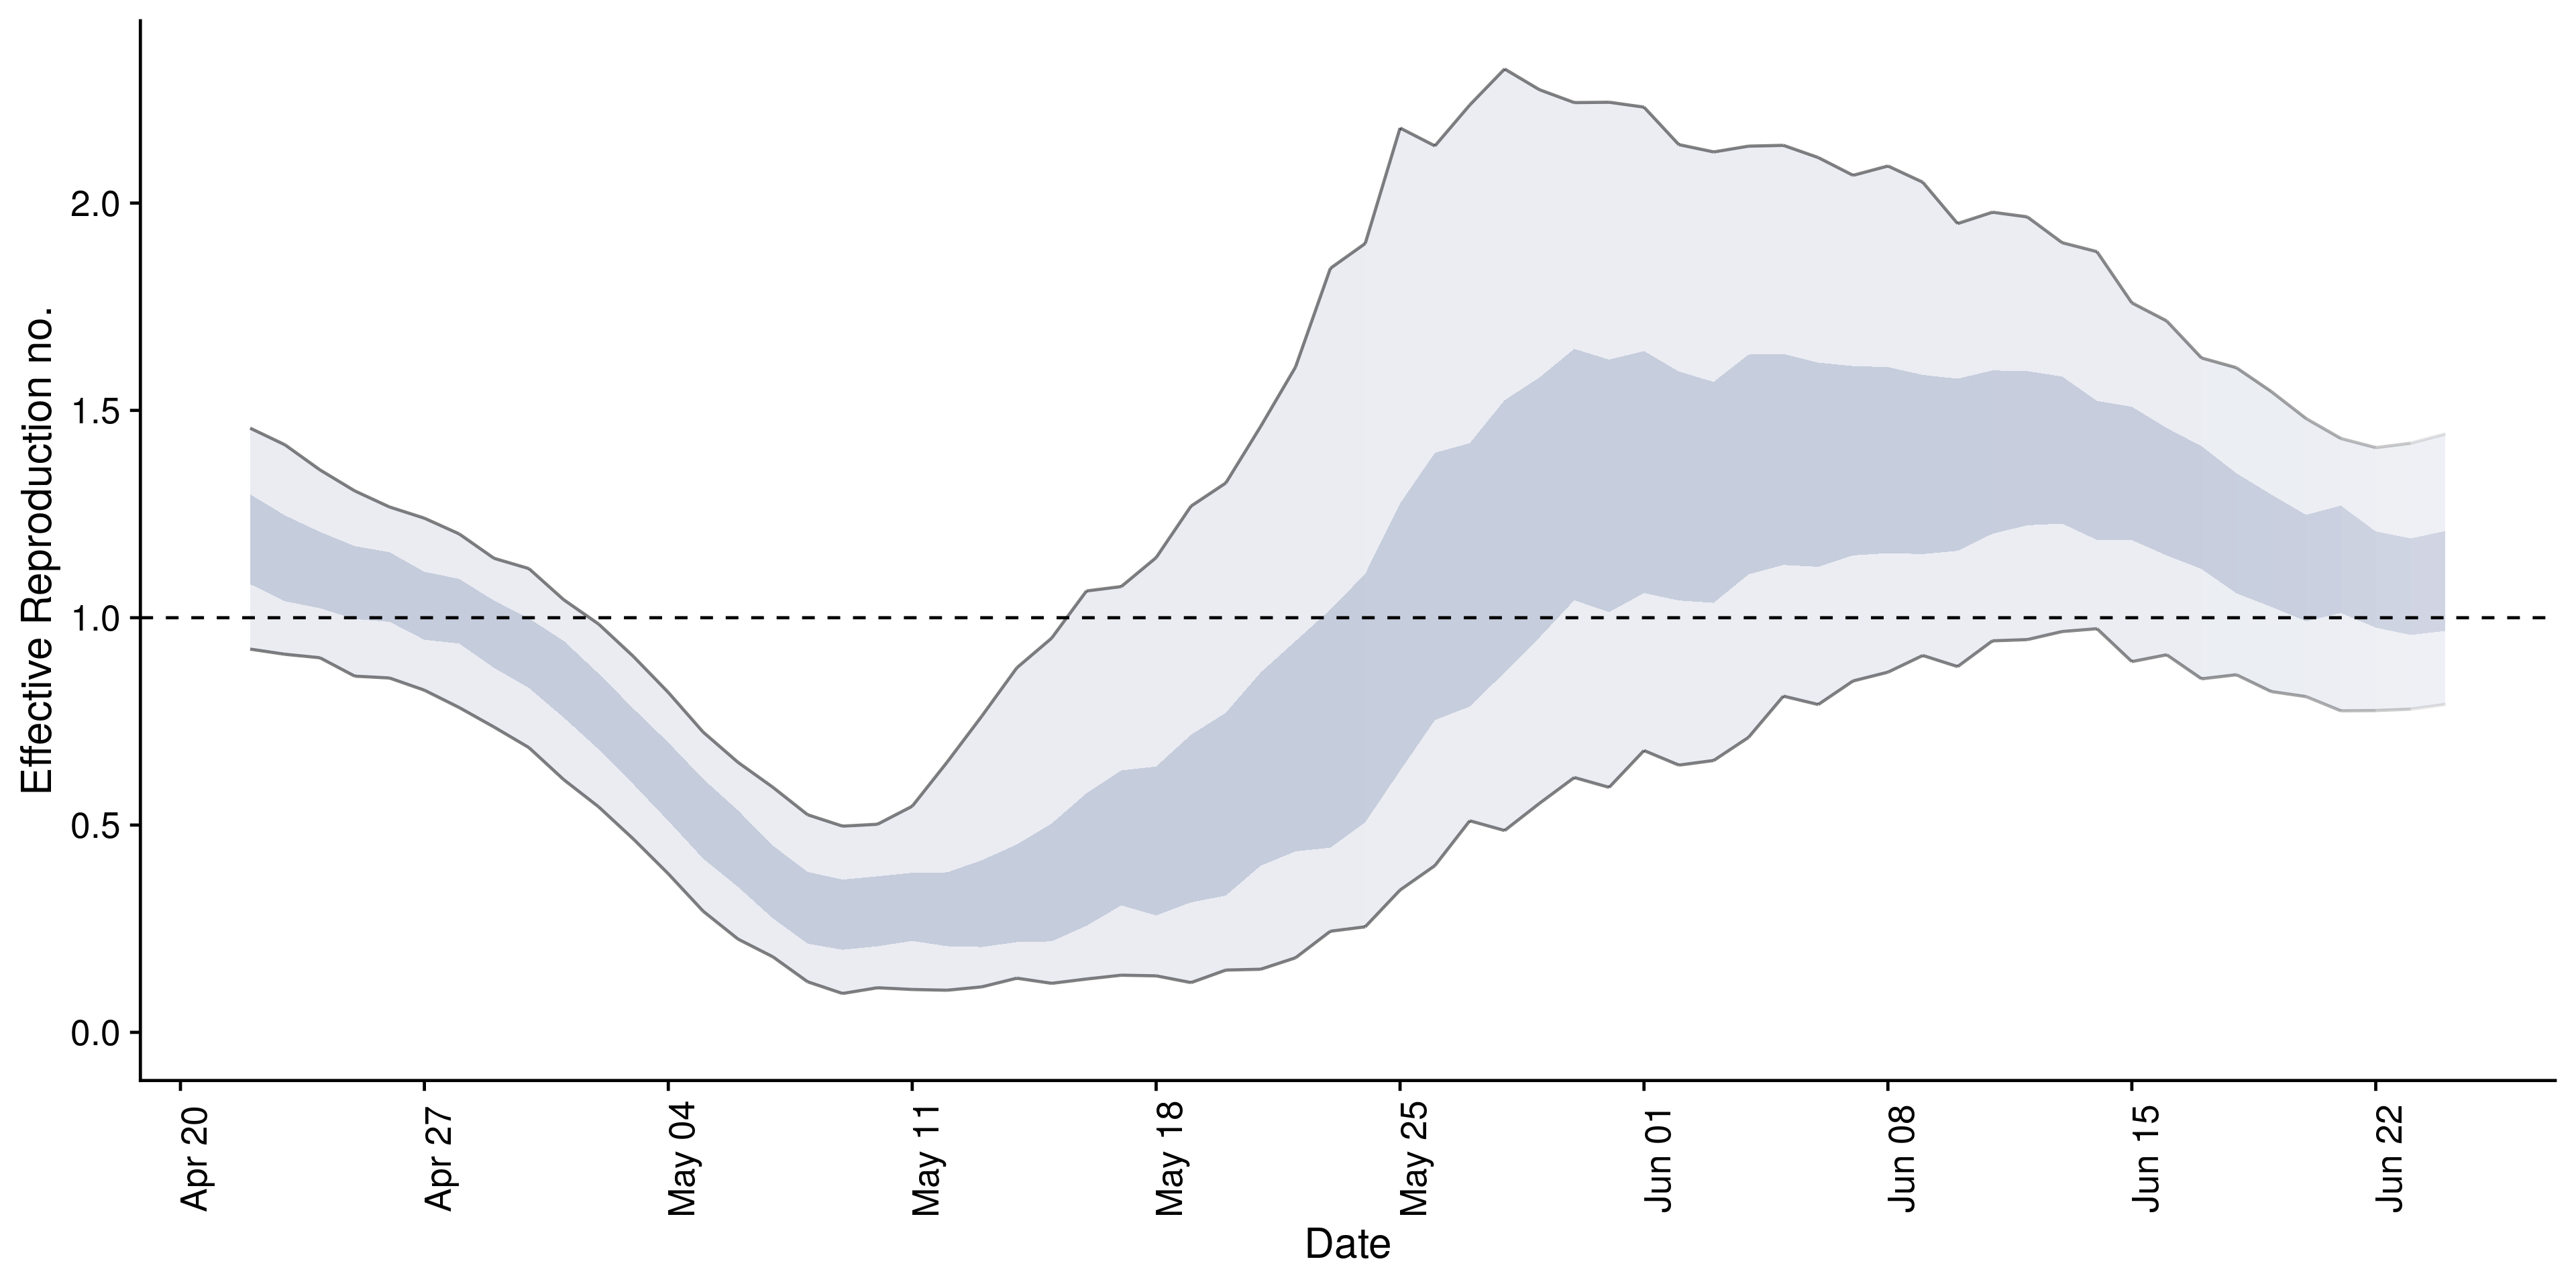 Effective Reproduction no.
2.0
1.5
1.0
0.5
0.0
Apr 20
Apr 27
May 04
May 11
May 18
May 25
Jun 01
Jun 08
Jun 15
Jun 22
Date